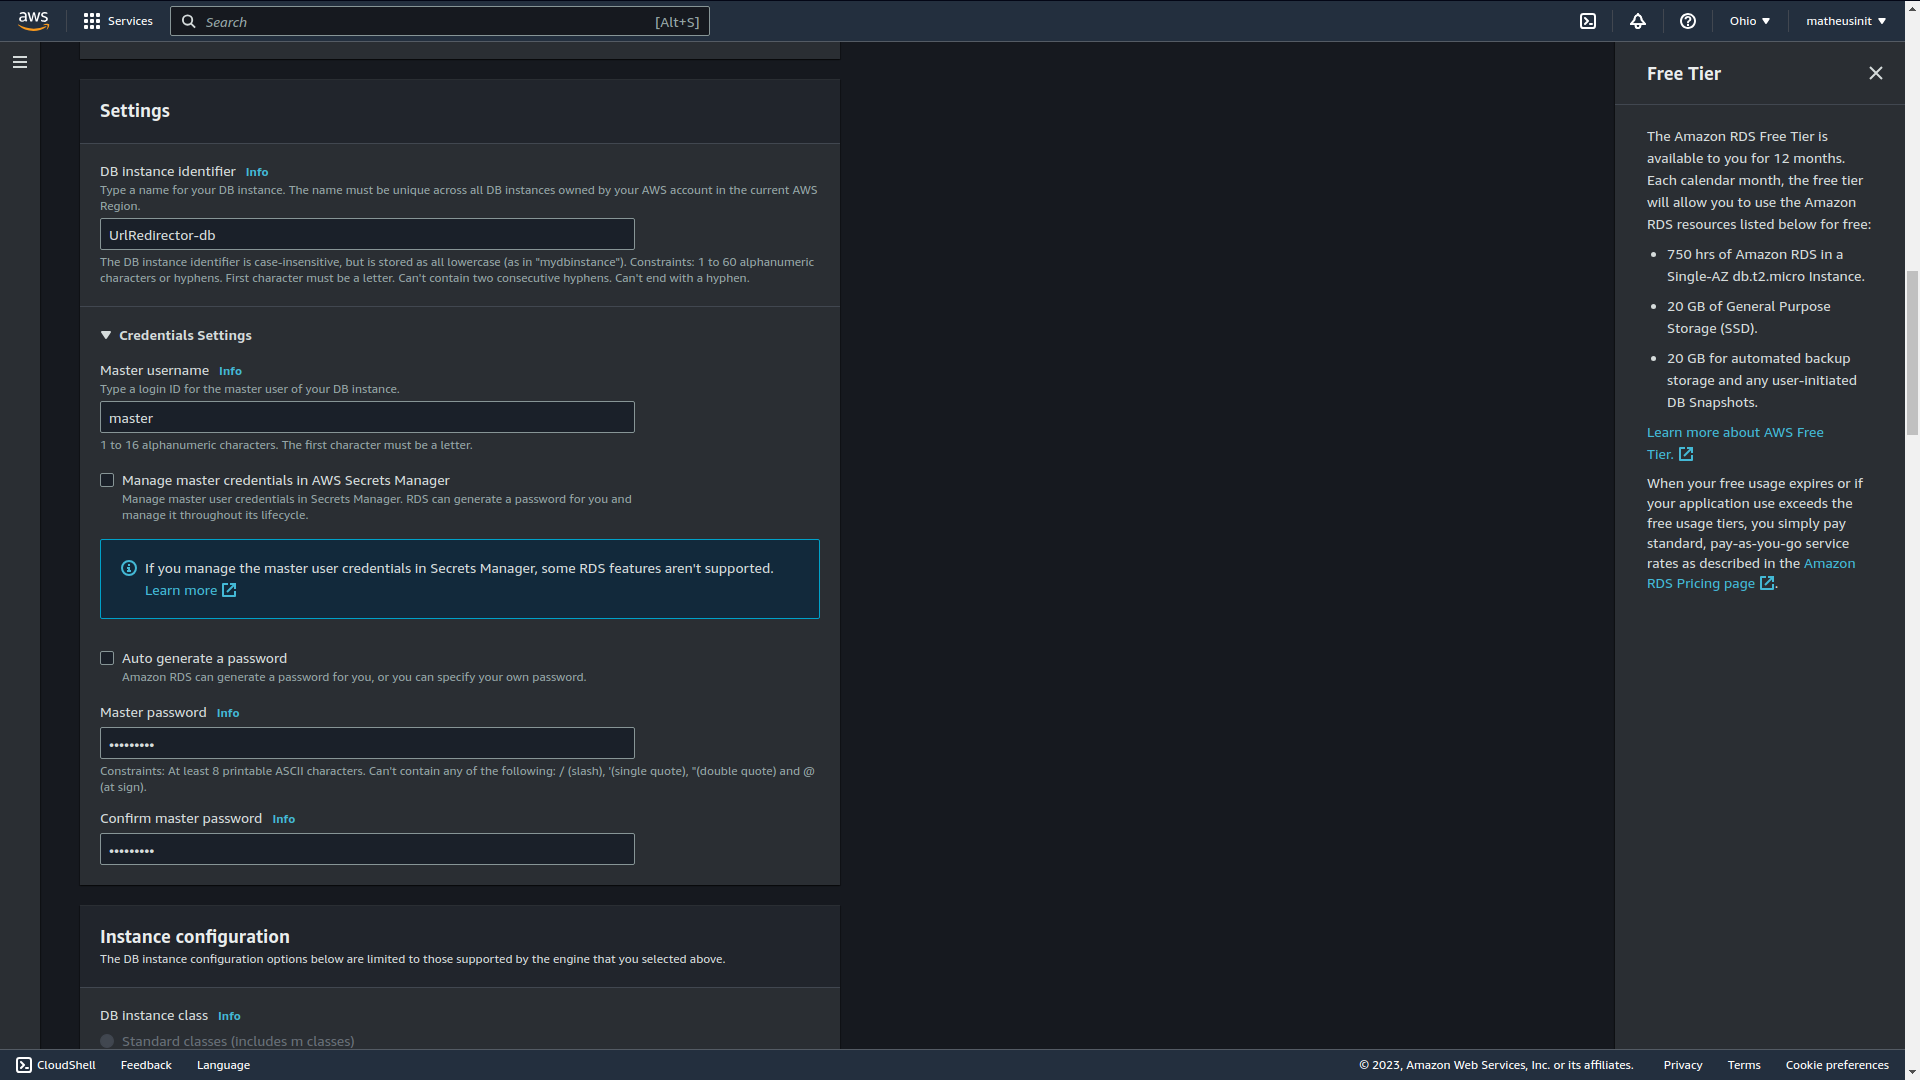 aws
Services
Search
[Alt+S]
Ohio
matheusinit
Settings
DB instance identifier Info
Type a name for your DB instance. The name must be unique across all DB instances owned by your AWS account in the current AWS
Region.
UrlRedirector-db
The DB instance identifier is case-insensitive, but is stored as all lowercase (as in "mydbinstance"). Constraints: 1 to 60 alphanumeric
characters or hyphens. First character must be a letter. Can't contain two consecutive hyphens. Can't end with a hyphen.
Credentials Settings
Master username Info
Type a login ID for the master user of your DB instance.
master
1 to 16 alphanumeric characters. The first character must be a letter.
Manage master credentials in AWS Secrets Manager
Manage master user credentials in Secrets Manager. RDS can generate a password for you and
manage it throughout its lifecycle.
If you manage the master user credentials in Secrets Manager, some RDS features aren't supported.
Learn more
Auto generate a password
Amazon RDS can generate a password for you, or you can specify your own password.
Master password Info
•••••••••
Constraints: At least 8 printable ASCII characters. Can't contain any of the following: / (slash), '(single quote), "(double quote) and @
(at sign).
Confirm master password Info
•••••••••
Instance configuration
The DB instance configuration options below are limited to those supported by the engine that you selected above.
DB instance class Info
Standard classes (includes m classes)
Free Tier
The Amazon RDS Free Tier is
available to you for 12 months.
Each calendar month, the free tier
will allow you to use the Amazon
RDS resources listed below for free:
• 750 hrs of Amazon RDS in a
Single-AZ db.t2.micro Instance.
• 20 GB of General Purpose
Storage (SSD).
• 20 GB for automated backup
storage and any user-initiated
DB Snapshots.
Learn more about AWS Free
Tier.
When your free usage expires or if
your application use exceeds the
free usage tiers, you simply pay
standard, pay-as-you-go service
rates as described in the Amazon
RDS Pricing page.
CloudShell
Feedback
Language
© 2023, Amazon Web Services, Inc. or its affiliates.
Privacy
Terms
Cookie preferences